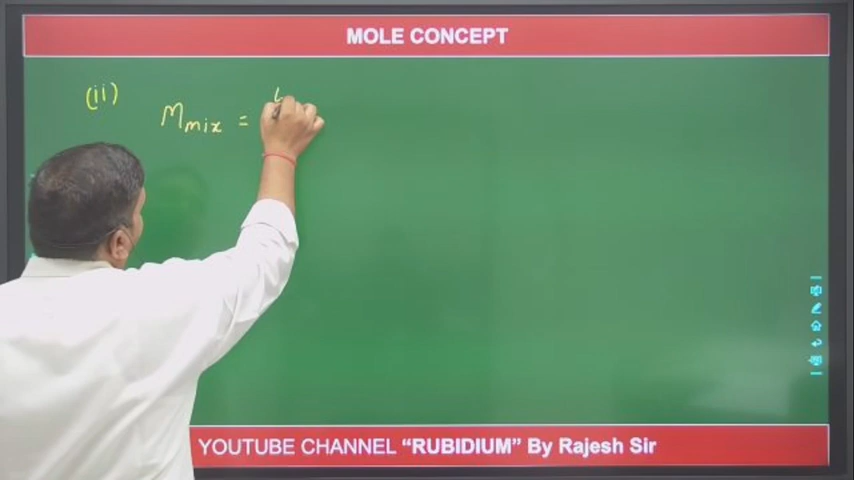 MOLE CONCEPT
(ii) Mmix =
YOUTUBE CHANNEL “RUBIDIUM” By Rajesh Sir